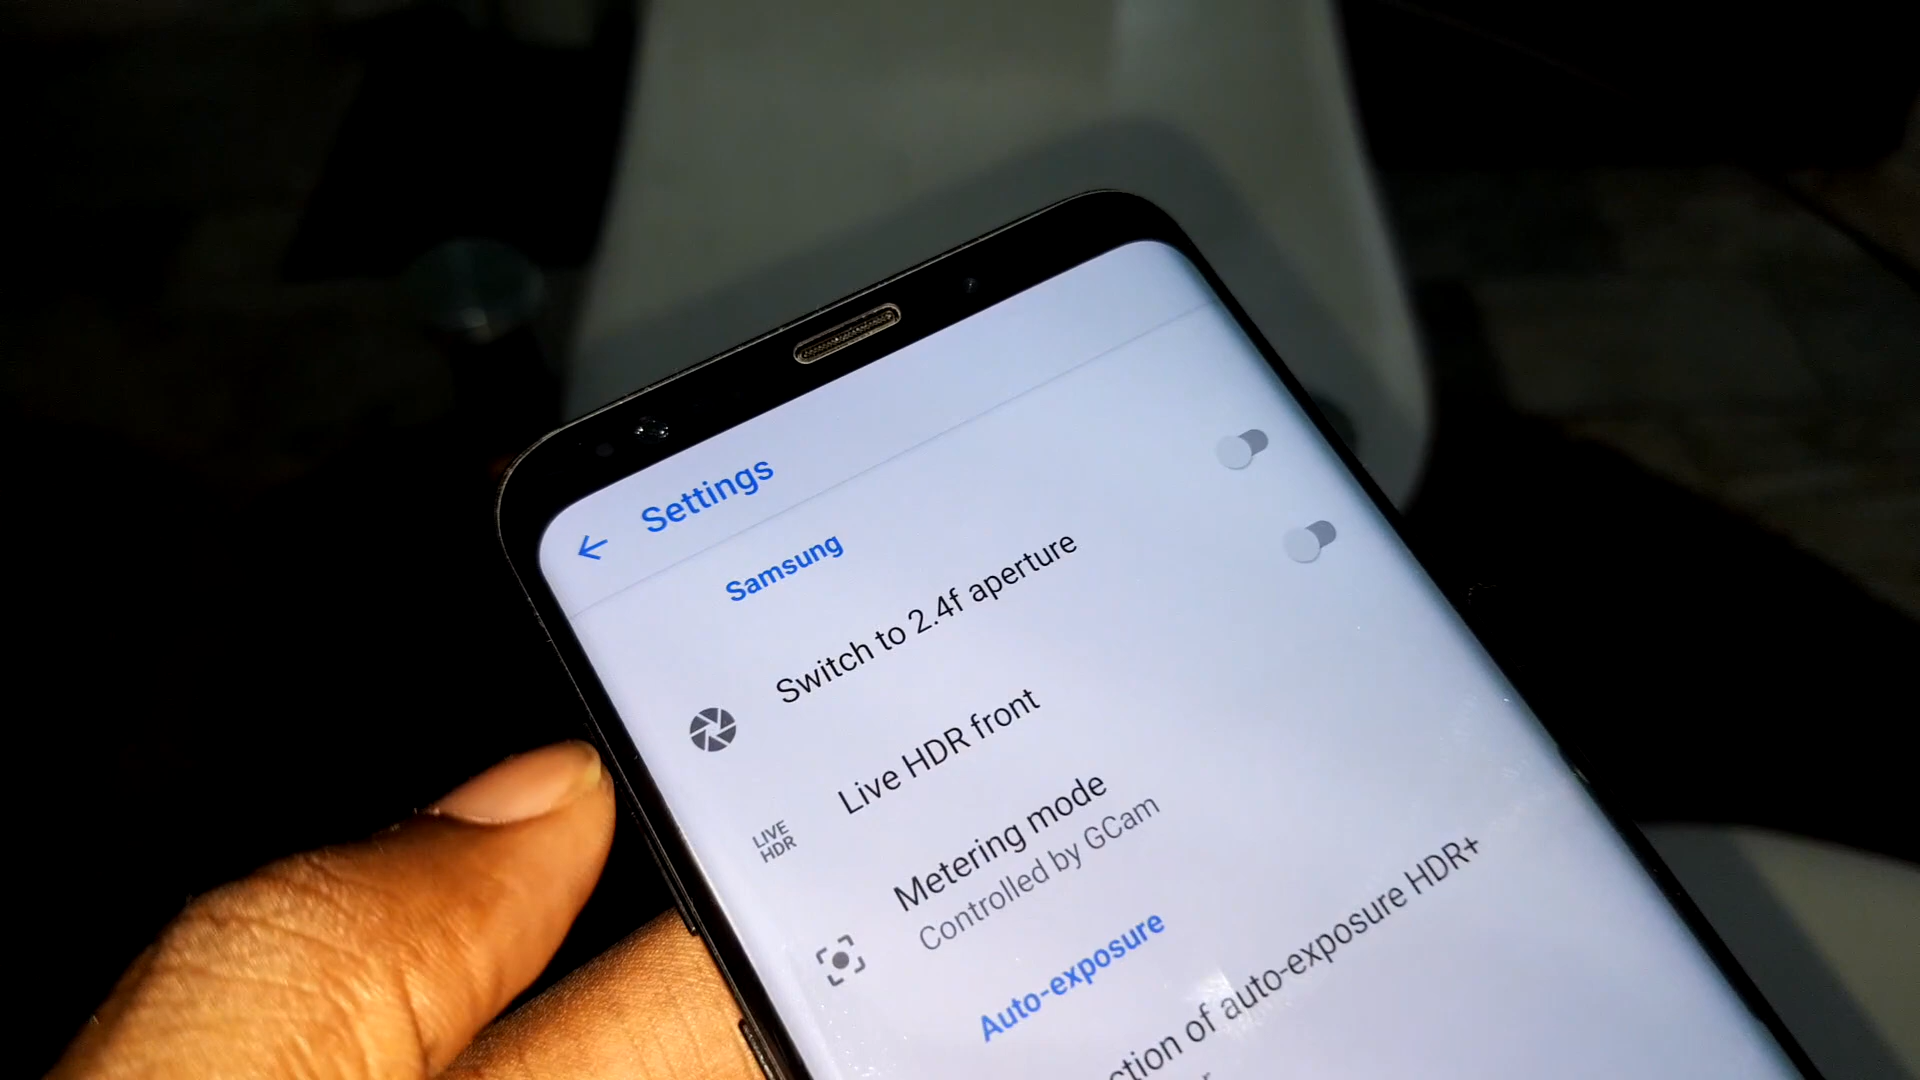 Settings
Samsung
Switch to 2.4f aperture
Live HDR front
LIVE
HDR
Metering mode
Controlled by GCam
Auto-exposure
of auto-exposure HDR+